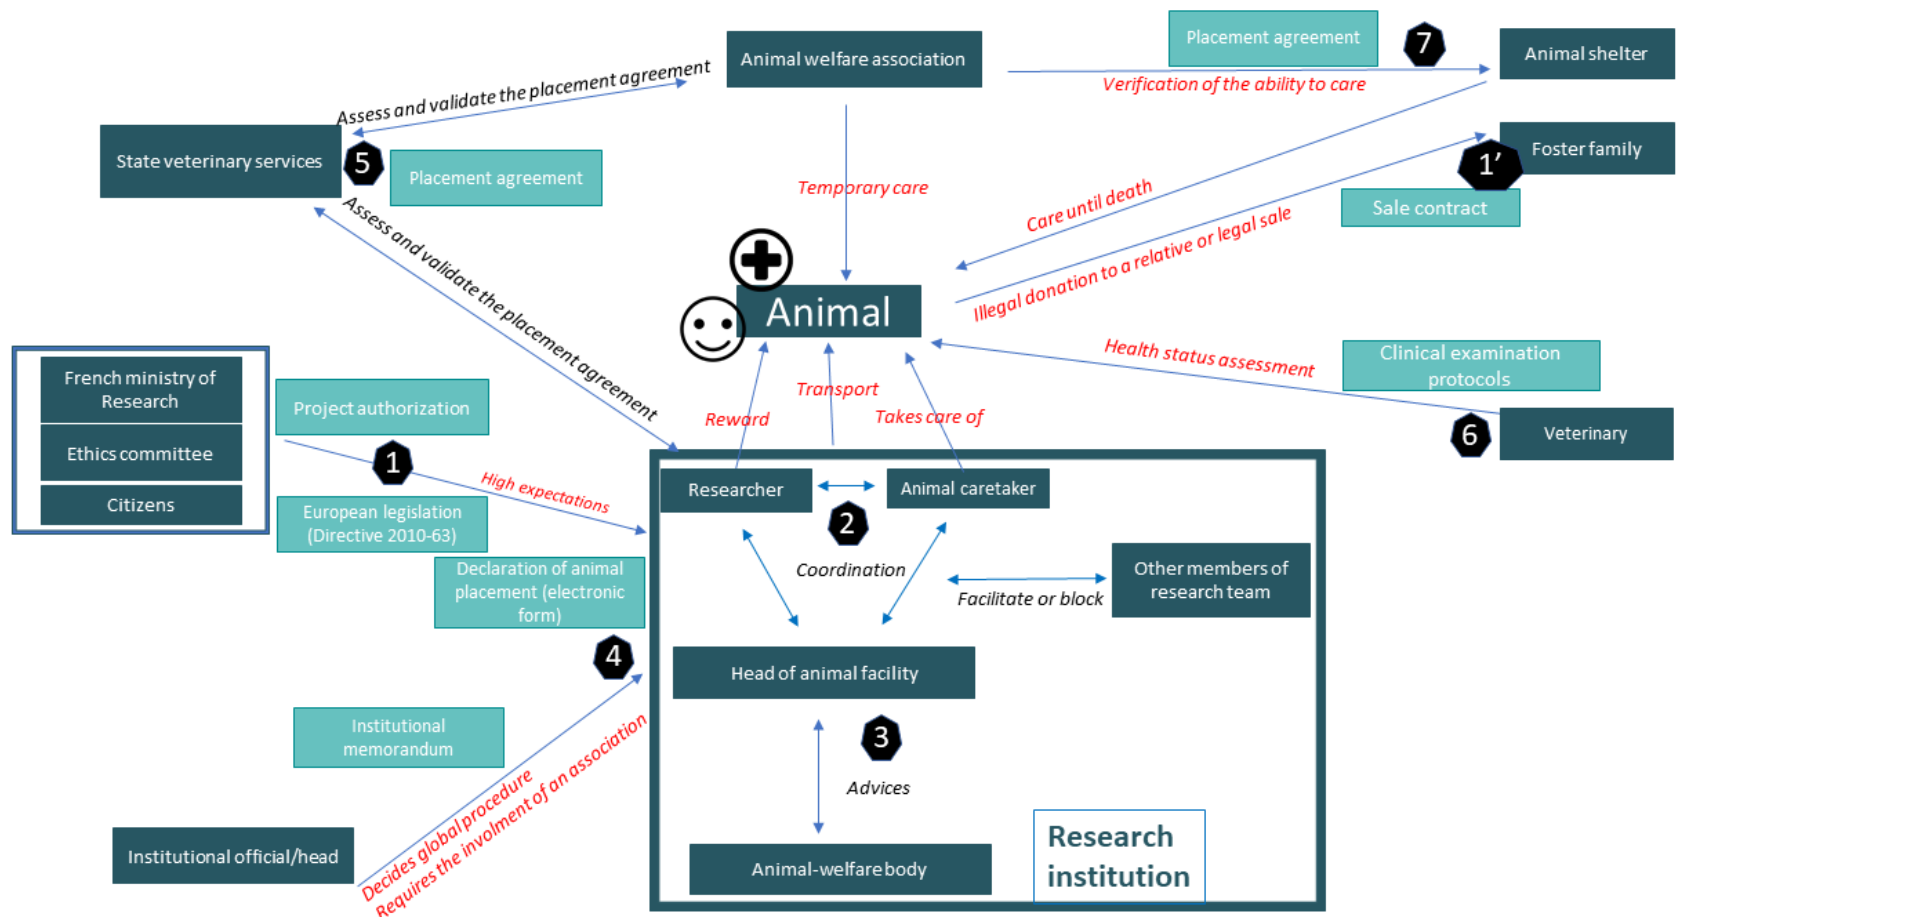 Placement agreement
7
Animal welfare association
Animal shelter
Assess and validate the placement agreement
Verification of the ability to care
State veterinary services
5
Placement agreement
1’
Foster family
Sale contract
Temporary care
Care until death
Illegal donation to a relative or legal sale
Assess and validate the placement agreement
Animal
Health status assessment
Clinical examination
protocols
French ministry of
Research
Ethics committee
Citizens
Project authorization
1
High expectations
European legislation
(Directive 2010-63)
Reward
Transport
Takes care of
6
Veterinary
Researcher
Animal caretaker
2
Coordination
Facilitate or block
Other members of
research team
Declaration of animal
placement (electronic
form)
4
Head of animal facility
Institutional
memorandum
3
Advices
Decides global procedure
Requires the involment of an association
Institutional official/head
Animal-welfare body
Research
institution